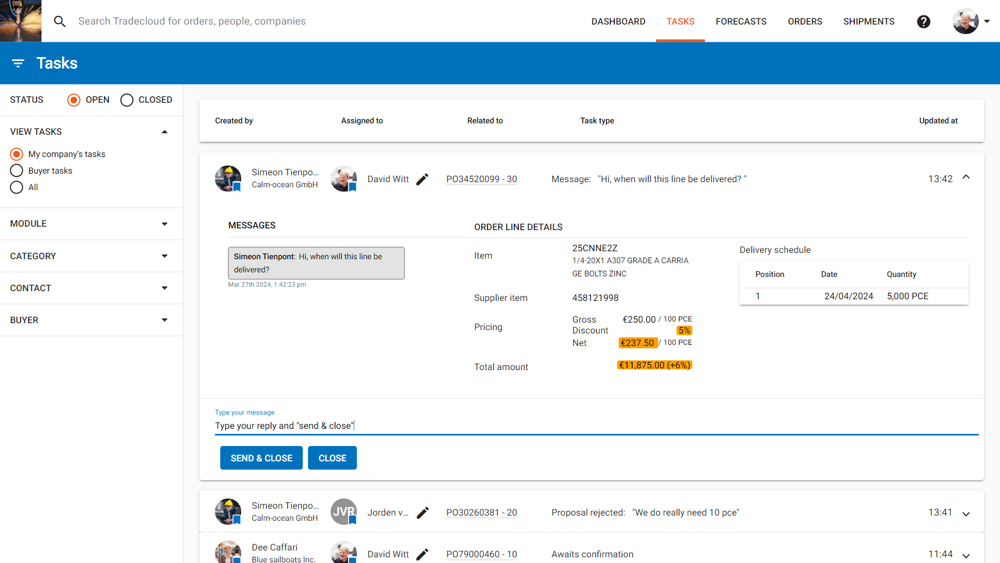 Search Tradecloud for orders, people, companies
DASHBOARD
TASKS
FORECASTS
ORDERS
SHIPMENTS
?
Tasks
STATUS
OPEN
CLOSED
VIEW TASKS
My company's tasks
Buyer tasks
All
MODULE
CATEGORY
CONTACT
BUYER
Created by
Assigned to
Related to
Task type
Updated at
Simeon Tienpo...
Calm-ocean GmbH
David Witt
PO34520099 - 30
Message: "Hi, when will this line be delivered? "
13:42
MESSAGES
Simeon Tienpont: Hi, when will this line be
delivered?
Mar 27th 2024, 1:42:23 pm
ORDER LINE DETAILS
Item
25CNNE2Z
1/4-20X1 A307 GRADE A CARRIA
GE BOLTS ZINC
Supplier item
458121998
Pricing
Gross
€250.00 / 100 PCE
Discount
5%
Net
€237.50 / 100 PCE
Total amount
€11,875.00 (+6%)
Delivery schedule
Position
Date
Quantity
1
24/04/2024
5,000 PCE
Type your message
Type your reply and "send & close"
SEND & CLOSE
CLOSE
Simeon Tienpo...
Calm-ocean GmbH
JVR
Jorden v...
PO30260381 - 20
Proposal rejected: "We do really need 10 pce"
13:41
Dee Caffari
Blue sailboats Inc.
David Witt
PO79000460 - 10
Awaits confirmation
11:44